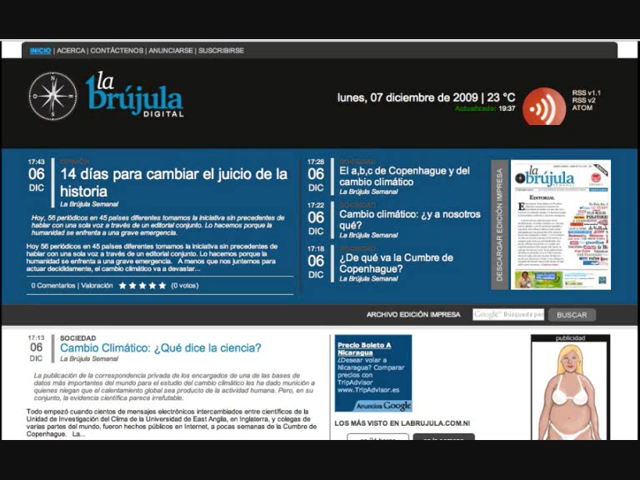 INICIO | ACERCA | CONTÁCTENOS | ANUNCIARSE | SUSCRIBIRSE
la
brújula
DIGITAL
lunes, 07 diciembre de 2009 | 23 °C
Actualizado: 19:37
RSS v1.1
RSS v2
ATOM
17:43
06
DIC
OPINIÓN
14 días para cambiar el juicio de la
historia
La Brújula Semanal
Hoy, 56 periódicos en 45 países diferentes tomamos la iniciativa sin precedentes de
hablar con una sola voz a través de un editorial conjunto. Lo hacemos porque la
humanidad se enfrenta a una grave emergencia.
Hoy 56 periódicos en 45 países diferentes tomamos la iniciativa sin precedentes de
hablar con una sola voz a través de un editorial conjunto. Lo hacemos porque la
humanidad se enfrenta a una grave emergencia. A menos que nos juntemos para
actuar decididamente, el cambio climático va a devastar...
0 Comentarios | Valoración (0 votos)
17:28
06
DIC
SOCIEDAD
El a,b,c de Copenhague y del
cambio climático
La Brújula Semanal
17:22
06
DIC
SOCIEDAD
Cambio climático: ¿y a nosotros
qué?
La Brújula Semanal
17:18
06
DIC
SOCIEDAD
¿De qué va la Cumbre de
Copenhague?
La Brújula Semanal
DESCARGAR EDICIÓN IMPRESA
la
brújula
EDITORIAL
ARCHIVO EDICIÓN IMPRESA
Google
BUSCAR
17:13
06
DIC
SOCIEDAD
Cambio Climático: ¿Qué dice la ciencia?
La Brújula Semanal
La publicación de la correspondencia privada de los encargados de una de las bases de
datos más importantes del mundo para el estudio del cambio climático les ha dado munición a
quienes niegan que el calentamiento global sea producto de la actividad humana. Pero, en su
conjunto, la evidencia científica parece irrefutable.
Todo empezó cuando cientos de mensajes electrónicos intercambiados entre científicos de la
Unidad de Investigación del Clima de la Universidad de East Anglia, en Inglaterra, y colegas de
varias partes del mundo, fueron hechos públicos en Internet, a pocas semanas de la Cumbre de
Copenhague. La...
Precio Boleto A
Nicaragua
¿Desear volar a
Nicaragua? Comparar
precios con
TripAdvisor
www.TripAdvisor.es
Anuncios Google
LOS MÁS VISTO EN LABRUJULA.COM.NI
publicidad